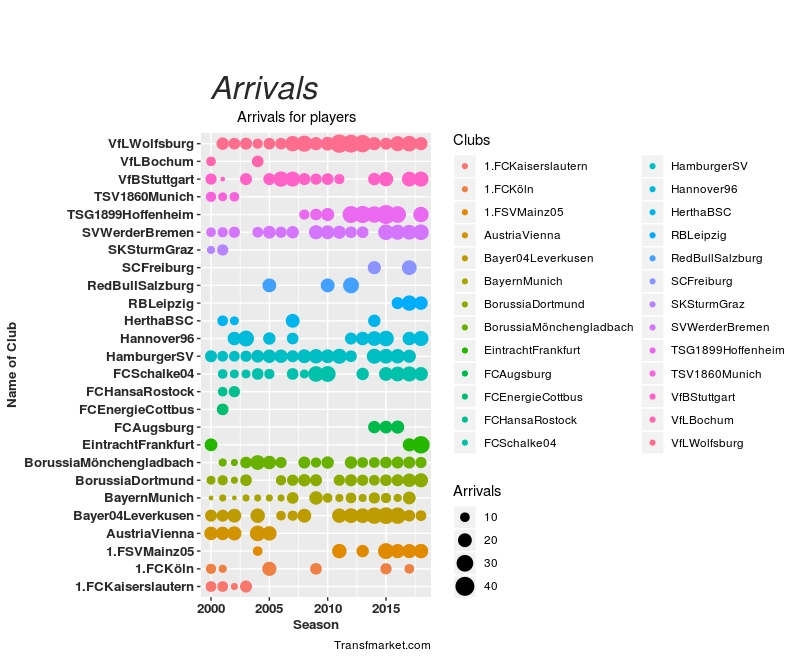 Arrivals
Arrivals for players
Name of Club
VfLWolfsburg
VfLBochum
VfBStuttgart
TSV1860Munich
TSG1899Hoffenheim
SVWerderBremen
SKSturmGraz
SCFreiburg
RedBullSalzburg
RBLeipzig
HerthaBSC
Hannover96
HamburgerSV
FCSchalke04
FCHansaRostock
FCEnergieCottbus
FCAugsburg
EintrachtFrankfurt
BorussiaMönchengladbach
BorussiaDortmund
BayernMunich
Bayer04Leverkusen
AustriaVienna
1.FSVMainz05
1.FCKöln
1.FCKaiserslautern
2000 2005 2010 2015
Season
Transfmarket.com
Clubs
1.FCKaiserslautern
1.FCKöln
1.FSVMainz05
AustriaVienna
Bayer04Leverkusen
BayernMunich
BorussiaDortmund
BorussiaMönchengladbach
EintrachtFrankfurt
FCAugsburg
FCEnergieCottbus
FCHansaRostock
FCSchalke04
HamburgerSV
Hannover96
HerthaBSC
RBLeipzig
RedBullSalzburg
SCFreiburg
SKSturmGraz
SVWerderBremen
TSG1899Hoffenheim
TSV1860Munich
VfBStuttgart
VfLBochum
VfLWolfsburg
Arrivals
10
20
30
40